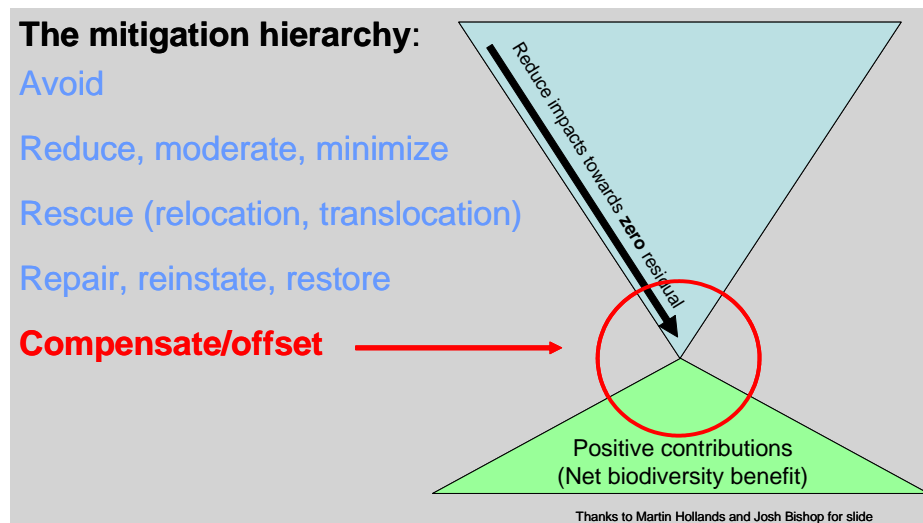 The mitigation hierarchy:
Avoid
Reduce, moderate, minimize
Rescue (relocation, translocation)
Repair, reinstate, restore
Compensate/offset
Reduce impacts towards zero residual
Positive contributions
(Net biodiversity benefit)
Thanks to Martin Hollands and Josh Bishop for slide